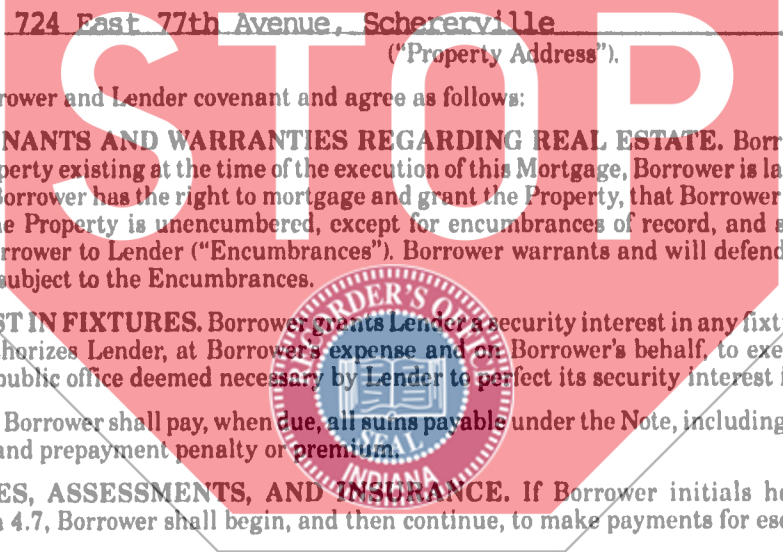 724 East 77th Avenue, Schererville
("Property Address").
rower and Lender covenant and agree as follows:
NANTS AND WARRANTIES REGARDING REAL ESTATE. Borr
perty existing at the time of the execution of this Mortgage, Borrower is la
Borrower has the right to mortgage and grant the Property, that Borrower
he Property is unencumbered, except for encumbrances of record, and s
rrower to Lender ("Encumbrances"). Borrower warrants and will defend
subject to the Encumbrances.
ST IN FIXTURES. Borrower grants Lender a security interest in any fixt
horizes Lender, at Borrower's expense and on Borrower's behalf, to exe
public office deemed necessary by Lender to perfect its security interest i
Borrower shall pay, when due, all sums payable under the Note, including
and prepayment penalty or premium.
ES, ASSESSMENTS, AND INSURANCE. If Borrower initials he
n 4.7, Borrower shall begin, and then continue, to make payments for esc
STOP
RECORDER'S OFFICE
SEAL
INDIANA